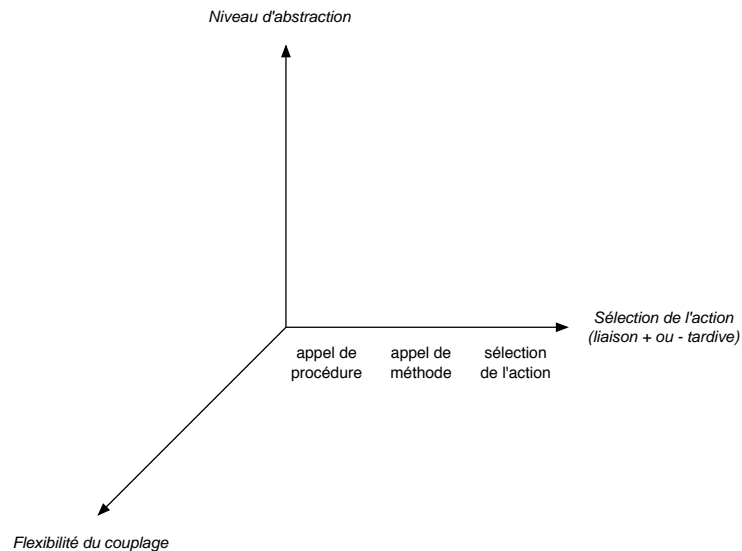 Niveau d'abstraction
Sélection de l'action
(liaison + ou - tardive)
appel de
procédure
appel de
méthode
sélection
de l'action
Flexibilité du couplage